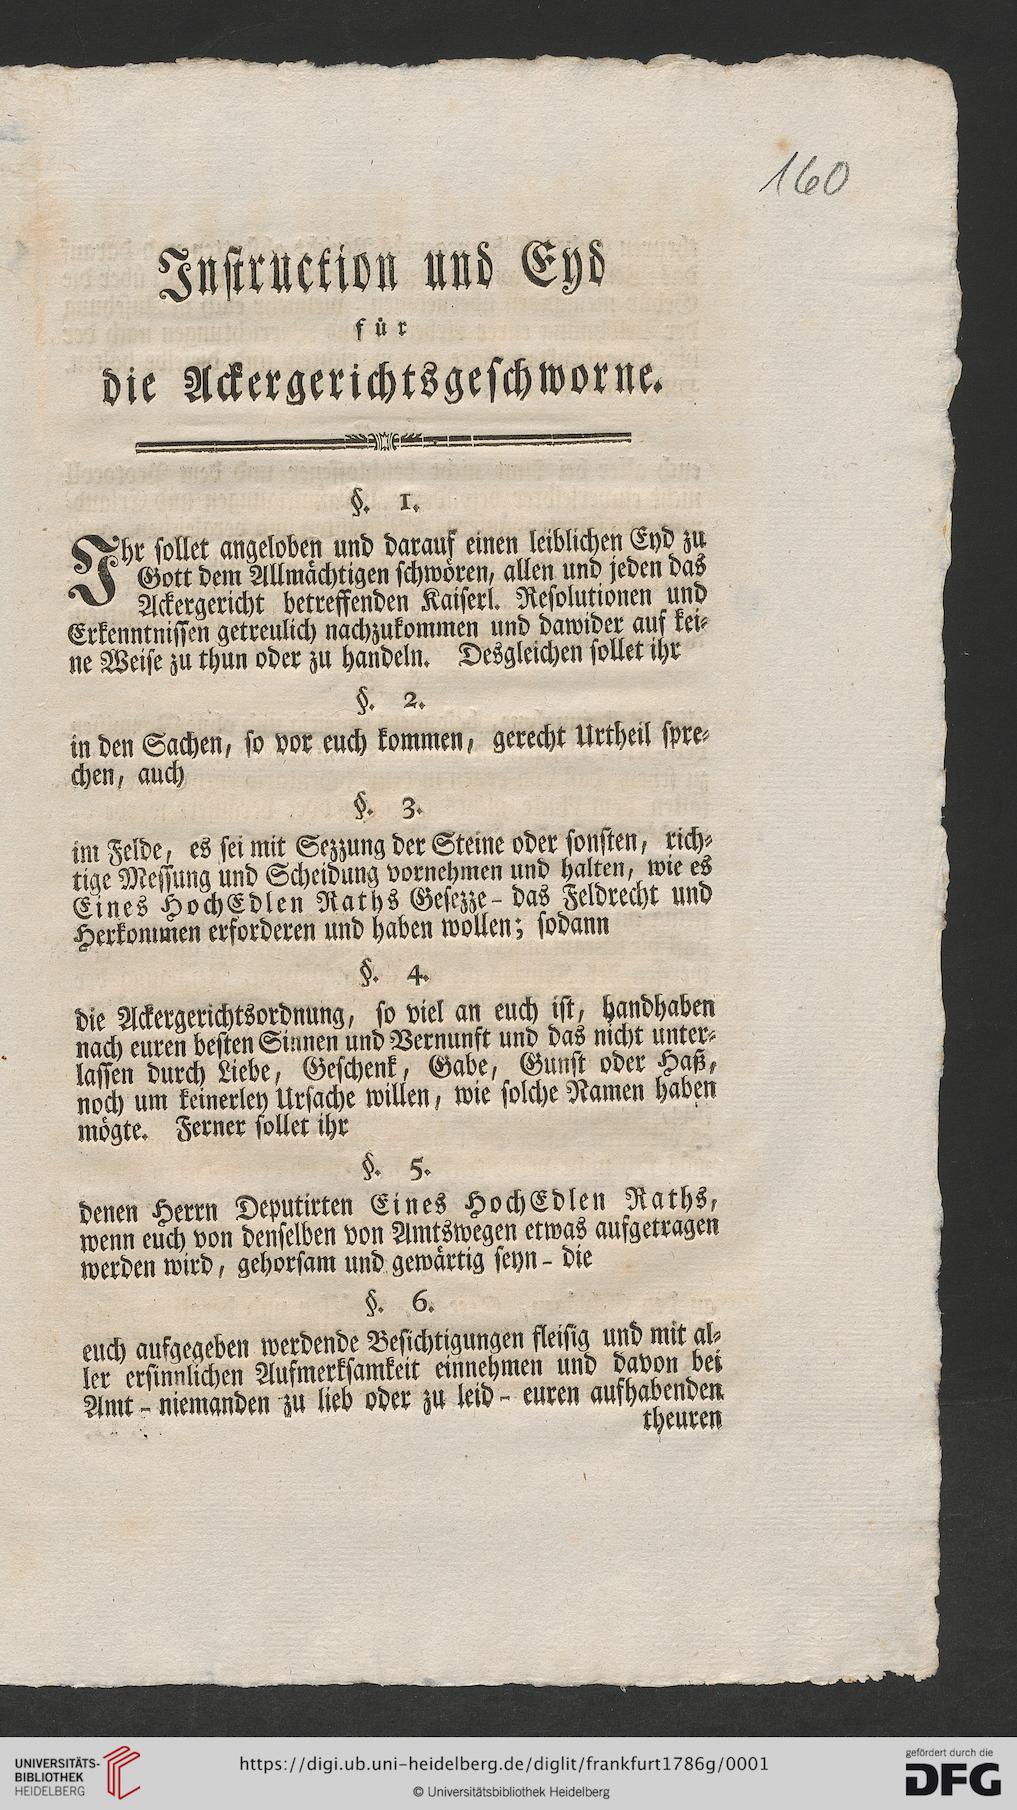 160
Instruction und Eyd
für
die Ackergerichtsgeschworne.
§. 1.
Ihr sollet angeloben und darauf einen leiblichen Eyd zu
Gott dem Allmächtigen schwören, allen und jeden das
Ackergericht betreffenden Kaiserl. Resolutionen und
Erkenntnissen getreulich nachzukommen und dawider auf kei-
ne Weise zu thun oder zu handeln. Desgleichen sollet ihr
§. 2.
in den Sachen, so vor euch kommen, gerecht Urtheil spre-
chen, auch
§. 3.
im Felde, es sei mit Sezzung der Steine oder sonsten, rich-
tige Messung und Scheidung vornehmen und halten, wie es
Eines HochEdlen Raths Gesezze - das Feldrecht und
Herkommen erforderen und haben wollen; sodann
§. 4.
die Ackergerichtsordnung, so viel an euch ist, handhaben
nach euren besten Sinnen und Vernunft und das nicht unter-
lassen durch Liebe, Geschenk, Gabe, Gunst oder Haß,
noch um keinerley Ursache willen, wie solche Namen haben
mögte. Ferner sollet ihr
§. 5.
denen Herrn Deputirten Eines HochEdlen Raths,
wenn euch von denselben von Amtswegen etwas aufgetragen
werden wird, gehorsam und gewärtig seyn - die
§. 6.
euch aufgegeben werdende Besichtigungen fleisig und mit al-
ler ersinnlichen Aufmerksamkeit einnehmen und davon bei
Amt - niemanden zu lieb oder zu leid - euren aufhabenden
theuren
UNIVERSITÄTS-
BIBLIOTHEK
HEIDELBERG
https://digi.ub.uni-heidelberg.de/diglit/frankfurt1786g/0001
© Universitätsbibliothek Heidelberg
gefördert durch die
DFG